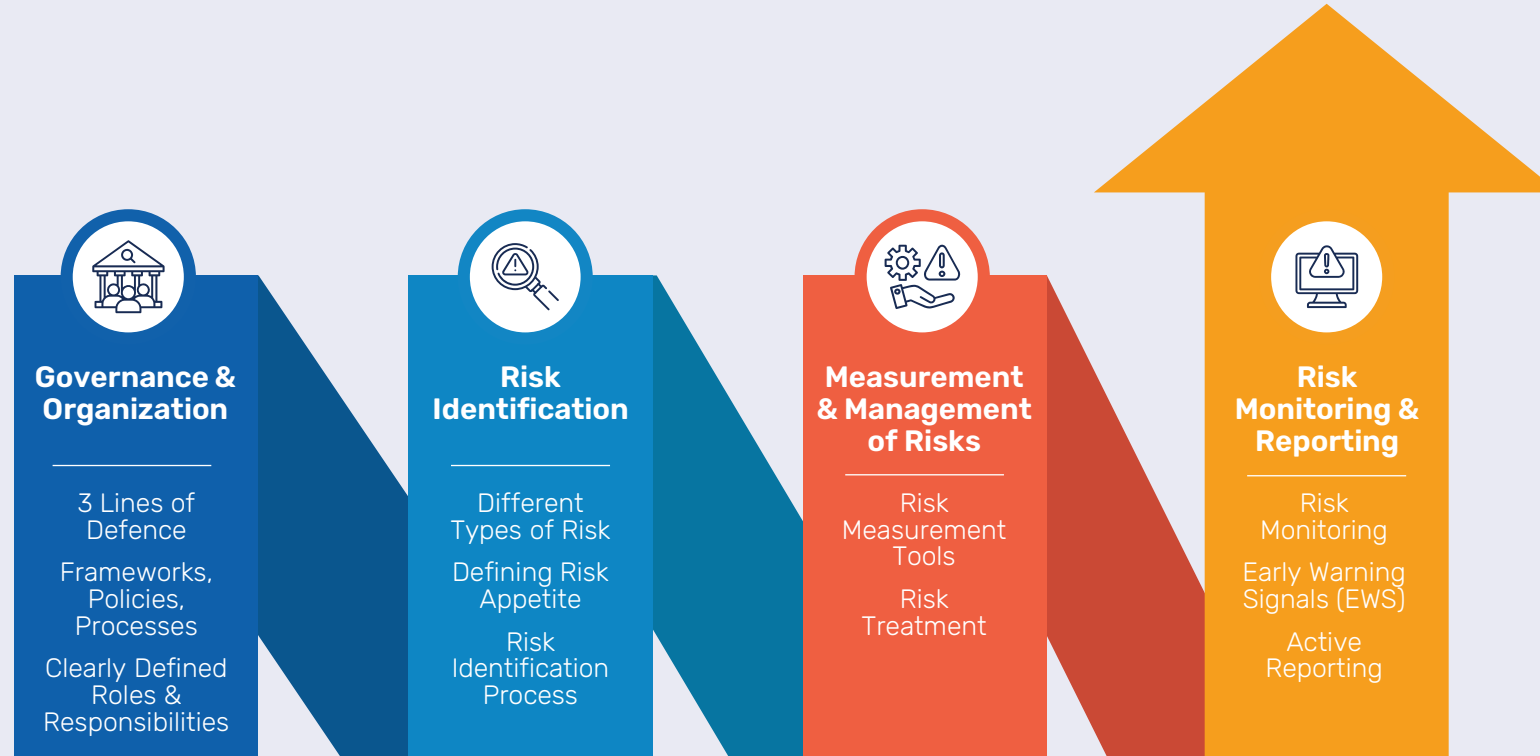 Governance &
Organization
3 Lines of
Defence
Frameworks,
Policies,
Processes
Clearly Defined
Roles &
Responsibilities
Risk
Identification
Different
Types of Risk
Defining Risk
Appetite
Risk
Identification
Process
Measurement
& Management
of Risks
Risk
Measurement
Tools
Risk
Treatment
Risk
Monitoring &
Reporting
Risk
Monitoring
Early Warning
Signals (EWS)
Active
Reporting